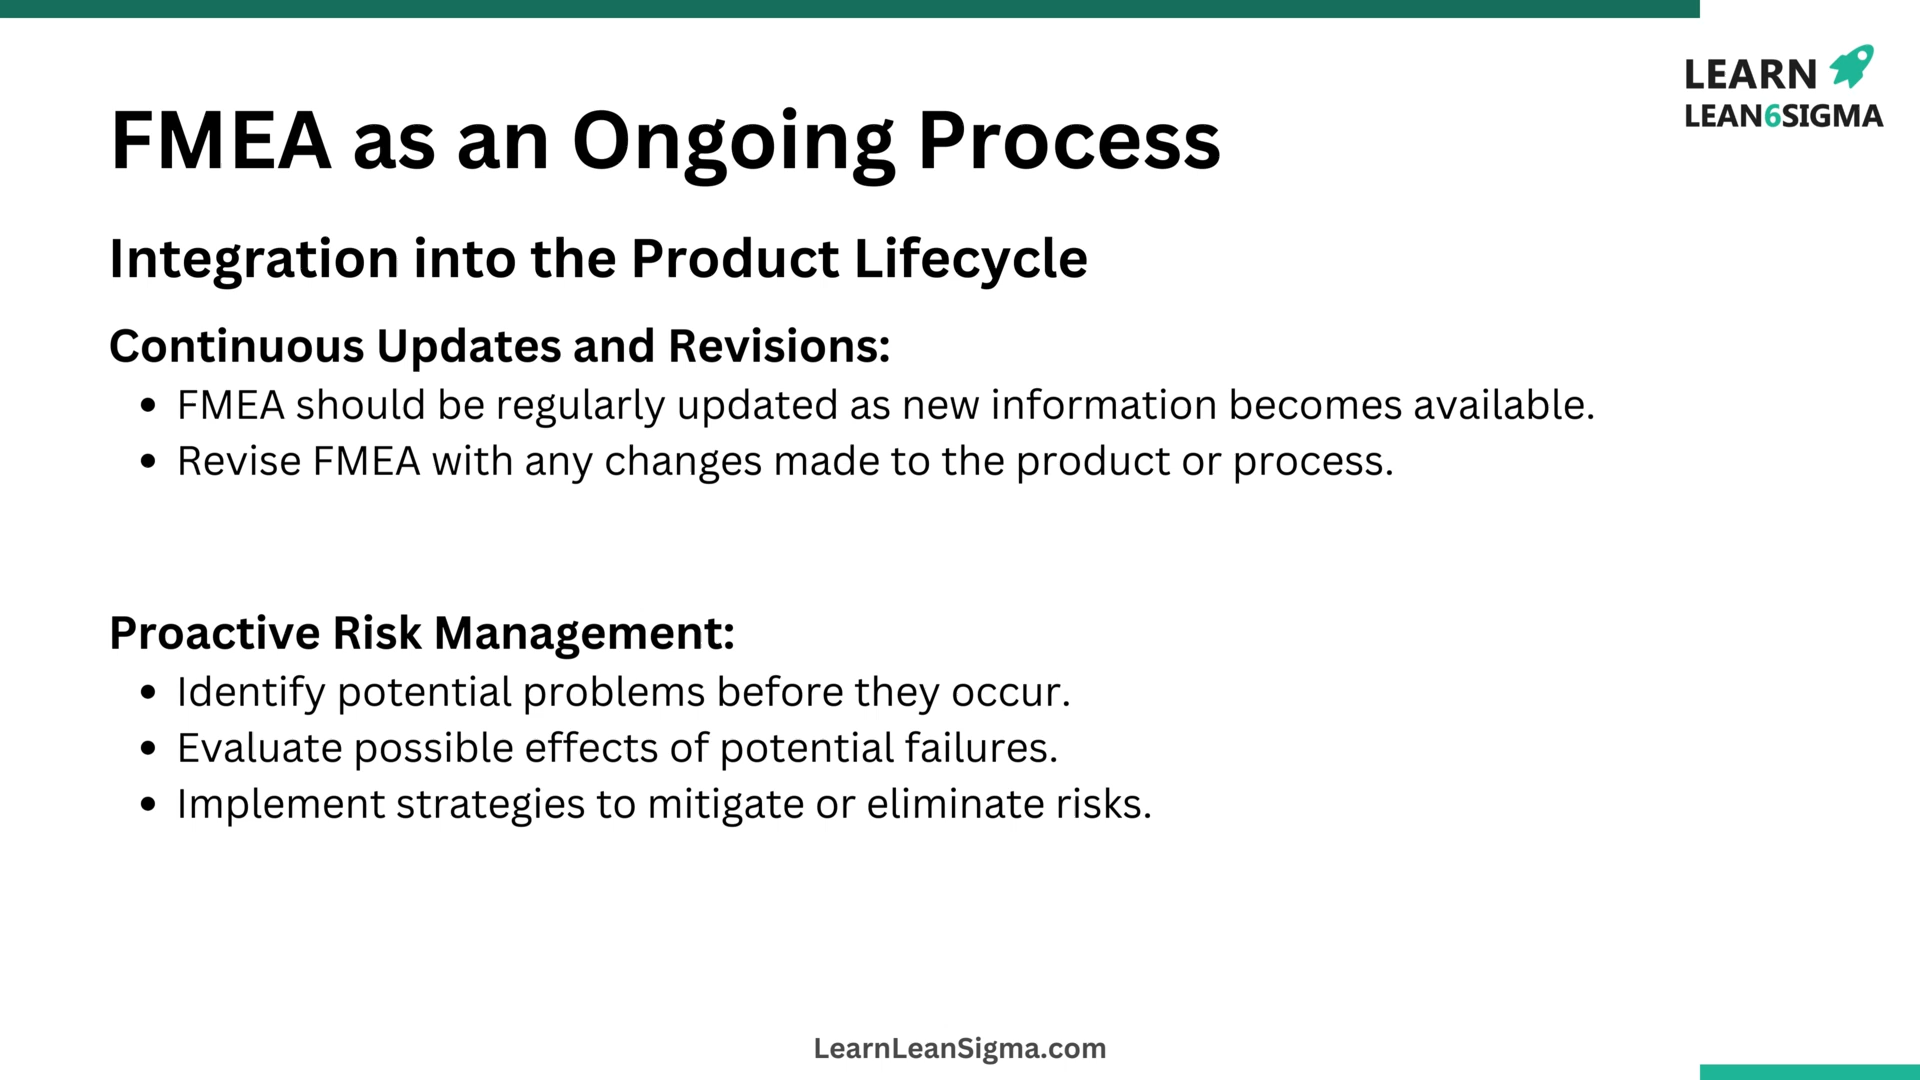 LEARN
LEAN6SIGMA
FMEA as an Ongoing Process
Integration into the Product Lifecycle
Continuous Updates and Revisions:
• FMEA should be regularly updated as new information becomes available.
• Revise FMEA with any changes made to the product or process.
Proactive Risk Management:
• Identify potential problems before they occur.
• Evaluate possible effects of potential failures.
• Implement strategies to mitigate or eliminate risks.
LearnLeanSigma.com